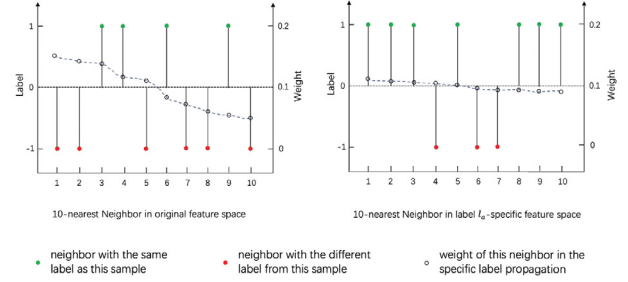 1
0
-1
Label
0.2
0.1
0
Weight
1 2 3 4 5 6 7 8 9 10
10-nearest Neighbor in original feature space
1
0
-1
Label
0.2
0.1
0
Weight
1 2 3 4 5 6 7 8 9 10
10-nearest Neighbor in label lₐ-specific feature space
neighbor with the same
label as this sample
neighbor with the different
label from this sample
weight of this neighbor in the
specific label propagation